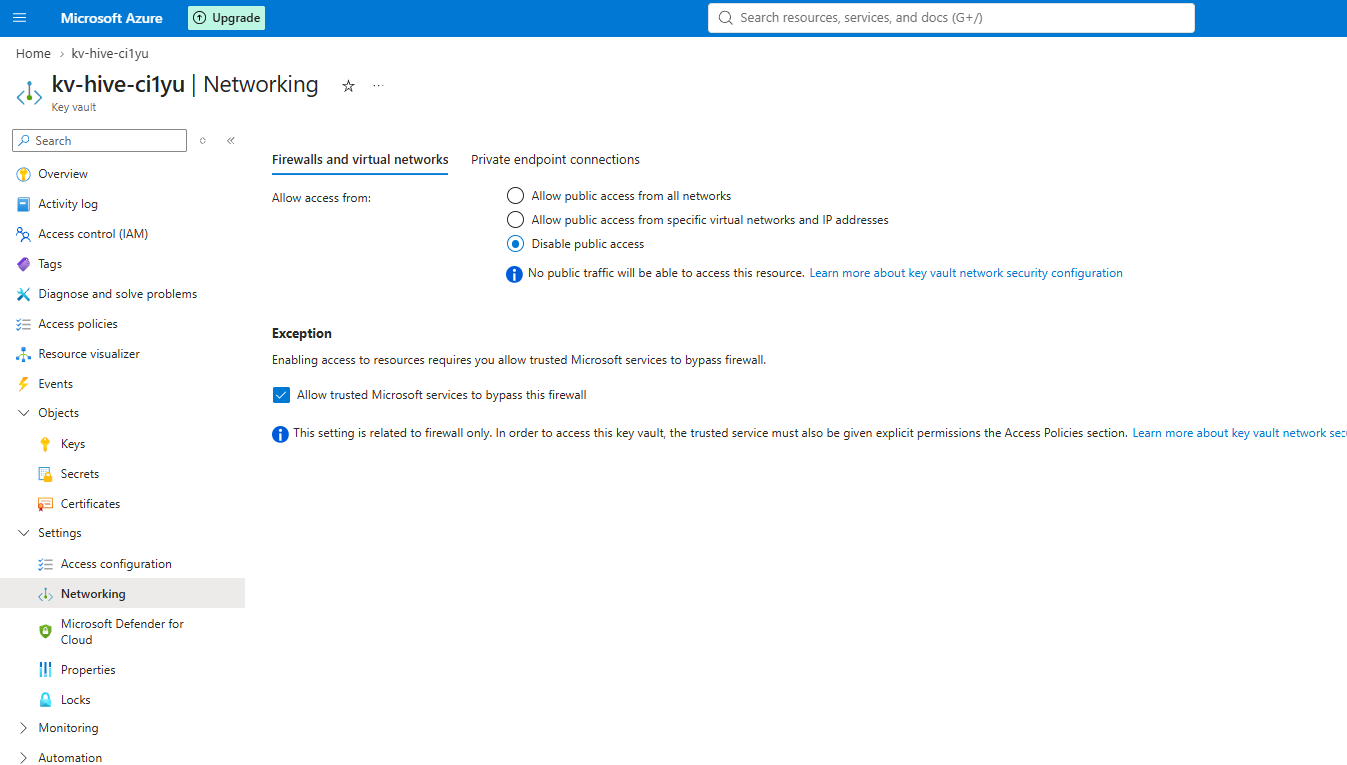 Microsoft Azure
Upgrade
Search resources, services, and docs (G+/)
Home > kv-hive-ci1yu
kv-hive-ci1yu | Networking
Key vault
Search
Overview
Activity log
Access control (IAM)
Tags
Diagnose and solve problems
Access policies
Resource visualizer
Events
Objects
Keys
Secrets
Certificates
Settings
Access configuration
Networking
Microsoft Defender for
Cloud
Properties
Locks
Monitoring
Automation
Firewalls and virtual networks Private endpoint connections
Allow access from:
Allow public access from all networks
Allow public access from specific virtual networks and IP addresses
Disable public access
No public traffic will be able to access this resource. Learn more about key vault network security configuration
Exception
Enabling access to resources requires you allow trusted Microsoft services to bypass firewall.
Allow trusted Microsoft services to bypass this firewall
This setting is related to firewall only. In order to access this key vault, the trusted service must also be given explicit permissions the Access Policies section. Learn more about key vault network